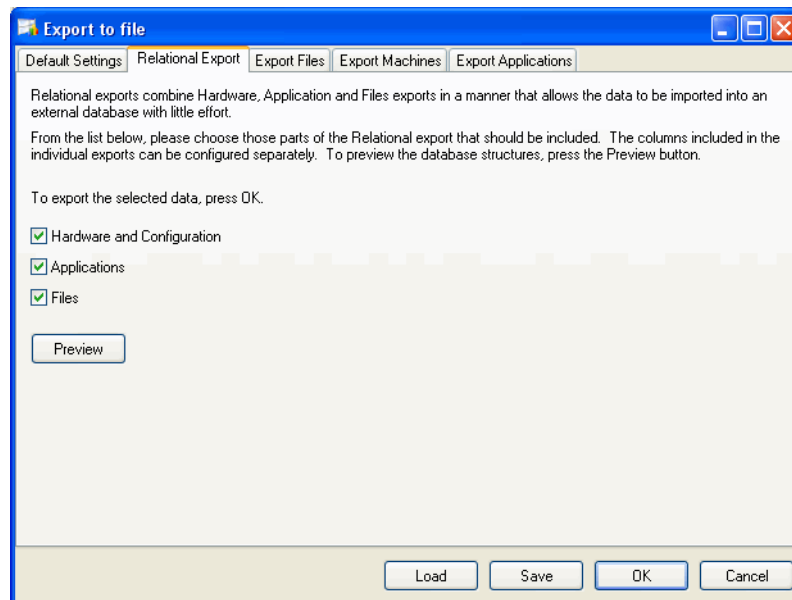 Export to file
Default Settings Relational Export Export Files Export Machines Export Applications
Relational exports combine Hardware, Application and Files exports in a manner that allows the data to be imported into an
external database with little effort.
From the list below, please choose those parts of the Relational export that should be included. The columns included in the
individual exports can be configured separately. To preview the database structures, press the Preview button.
To export the selected data, press OK.
Hardware and Configuration
Applications
Files
Preview
Load Save OK Cancel